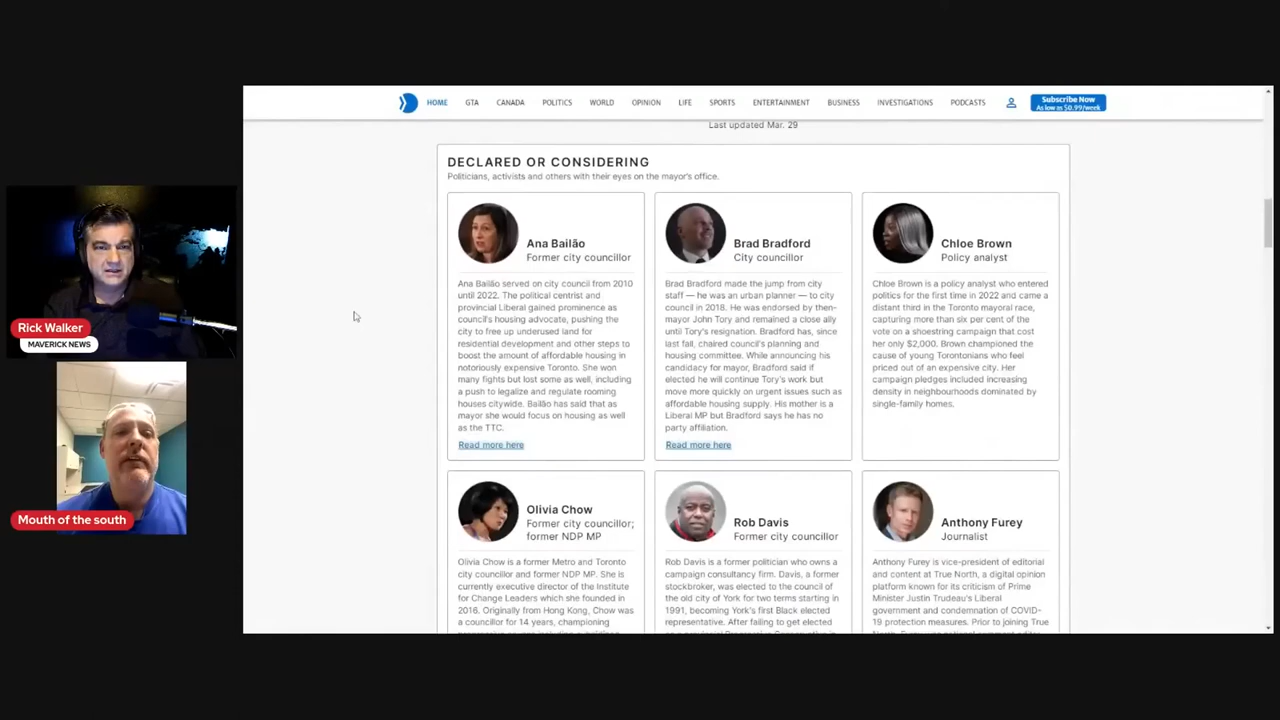 HOME GTA CANADA POLITICS WORLD OPINION LIFE SPORTS ENTERTAINMENT BUSINESS INVESTIGATIONS PODCASTS
Subscribe Now
As low as $0.99/week
Last updated Mar. 29
DECLARED OR CONSIDERING
Politicians, activists and others with their eyes on the mayor's office.
Ana Bailão
Former city councillor
Ana Bailão served on city council from 2010
until 2022. The political centrist and
provincial Liberal gained prominence as
council's housing advocate, pushing the
city to free up underused land for
residential development and other steps to
boost the amount of affordable housing in
notoriously expensive Toronto. She won
many fights but lost some as well, including
a push to legalize and regulate rooming
houses citywide. Bailão has said that as
mayor she would focus on housing as well
as the TTC.
Read more here
Brad Bradford
City councillor
Brad Bradford made the jump from city
staff — he was an urban planner — to city
council in 2018. He was endorsed by then-
mayor John Tory and remained a close ally
until Tory's resignation. Bradford has, since
last fall, chaired council's planning and
housing committee. While announcing his
candidacy for mayor, Bradford said if
elected he will continue Tory's work but
move more quickly on urgent issues such as
affordable housing supply. His mother is a
Liberal MP but Bradford says he has no
party affiliation.
Read more here
Chloe Brown
Policy analyst
Chloe Brown is a policy analyst who entered
politics for the first time in 2022 and came a
distant third in the Toronto mayoral race,
capturing more than six per cent of the
vote on a shoestring campaign that cost
her only $2,000. Brown championed the
cause of young Torontonians who feel
priced out of an expensive city. Her
campaign pledges included increasing
density in neighbourhoods dominated by
single-family homes.
Olivia Chow
Former city councillor;
former NDP MP
Olivia Chow is a former Metro and Toronto
city councillor and former NDP MP. She is
currently executive director of the Institute
for Change Leaders which she founded in
2016. Originally from Hong Kong, Chow was
a councillor for 14 years, championing
Rob Davis
Former city councillor
Rob Davis is a former politician who owns a
campaign consultancy firm. Davis, a former
stockbroker, was elected to the council of
the old city of York for two terms starting in
1991, becoming York's first Black elected
representative. After failing to get elected
Anthony Furey
Journalist
Anthony Furey is vice-president of editorial
and content at True North, a digital opinion
platform known for its criticism of Prime
Minister Justin Trudeau's Liberal
government and condemnation of COVID-
19 protection measures. Prior to joining True
Rick Walker
MAVERICK NEWS
Mouth of the south